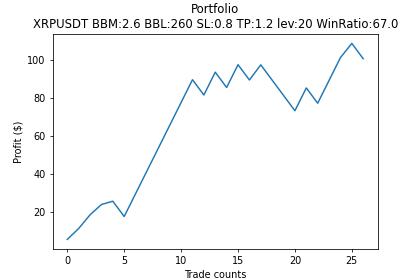 Portfolio
XRPUSDT BBM:2.6 BBL:260 SL:0.8 TP:1.2 lev:20 WinRatio:67.0
100
80
60
40
20
Profit ($)
0 5 10 15 20 25
Trade counts